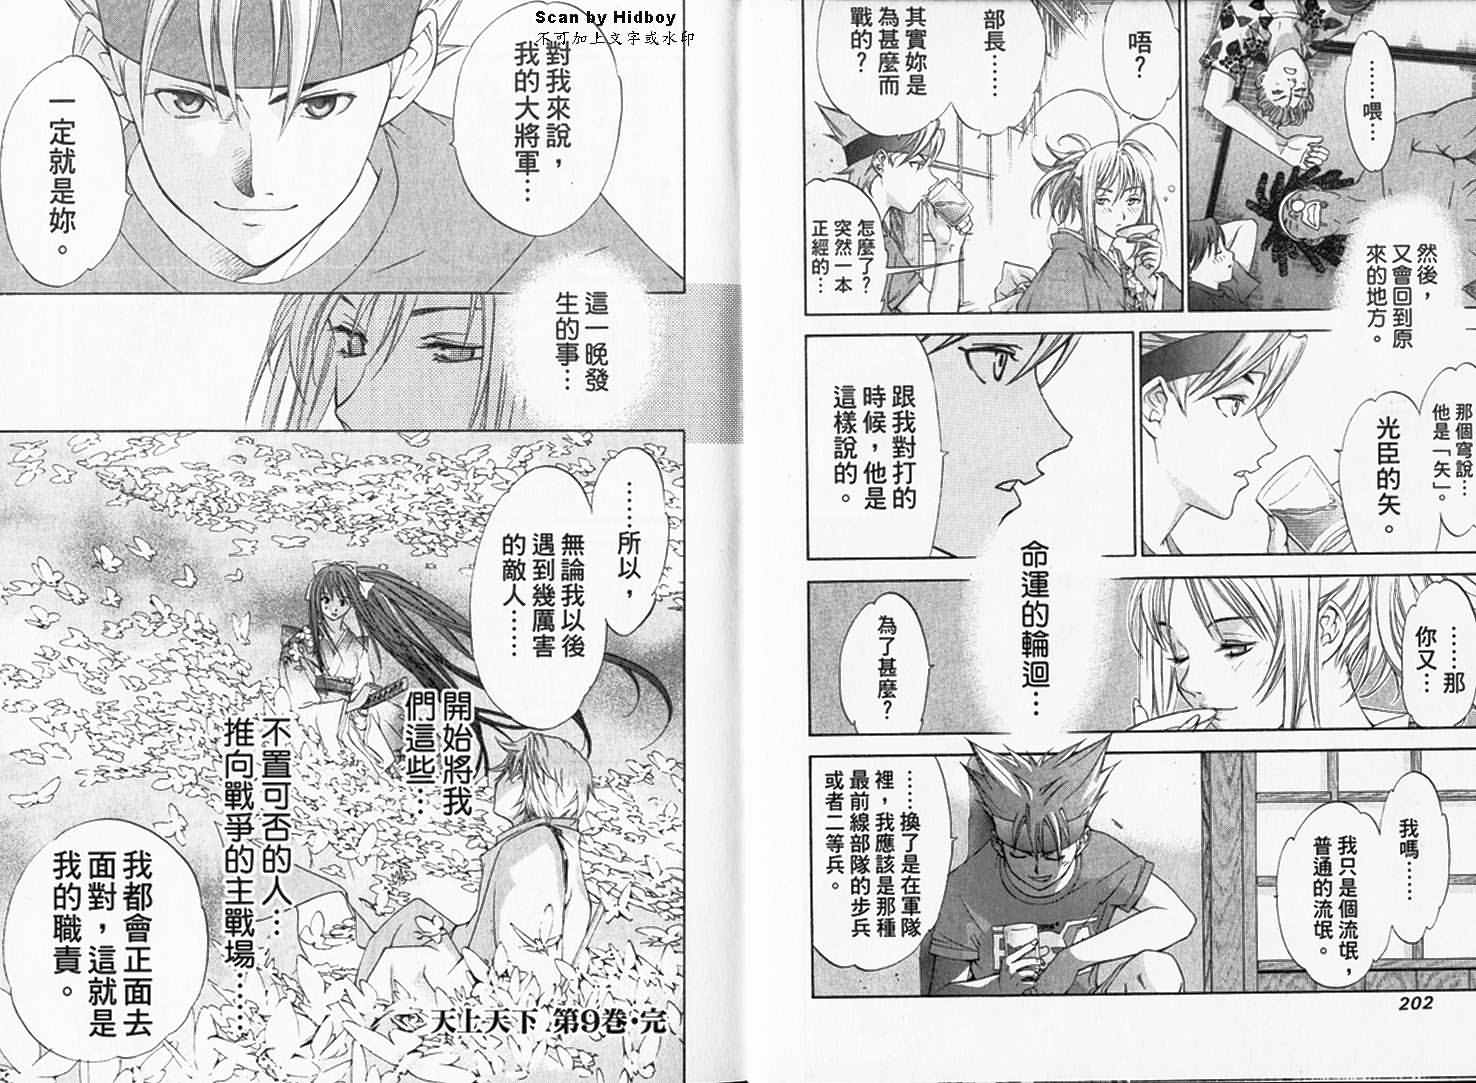 Scan by Hidboy
不可加上文字或水印
……喂…
唔？
部長……
其實妳是
為甚麼而
戰的？
怎麼了？
突然一本
正經的…
然後，
又會回到原
來的地方。
那個穹說…
他是「矢」。
光臣的矢。
跟我對打的
時候，他是
這樣說的。
命運的輪迴…
……那
你又…
為了甚麼？
我嗎……
我只是個流氓，
普通的流氓。
……換了是在軍隊
裡，我應該是那種
最前線部隊的步兵
或者二等兵。
202
對我來說，
我的大將軍…
一定就是妳。
這一晚發
生的事…
……所以，
無論我以後
遇到幾厲害
的敵人……
開始將我
們這些…
不置可否的人…
推向戰爭的主戰場……
我都會正面去
面對，這就是
我的職責。
天上天下 第9巻・完